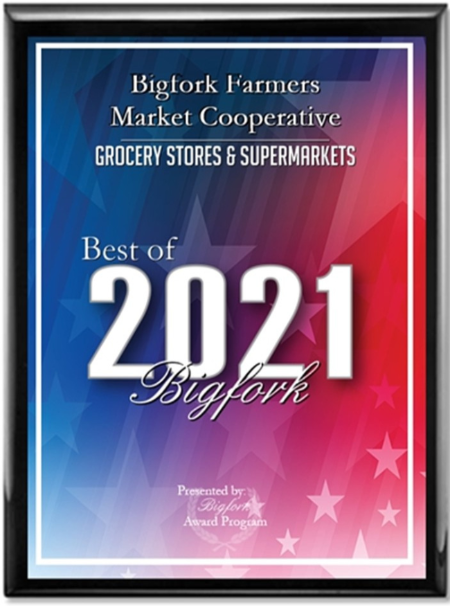 Bigfork Farmers
Market Cooperative
GROCERY STORES & SUPERMARKETS
Best of
2021
Bigfork
Presented by:
Bigfork
Award Program